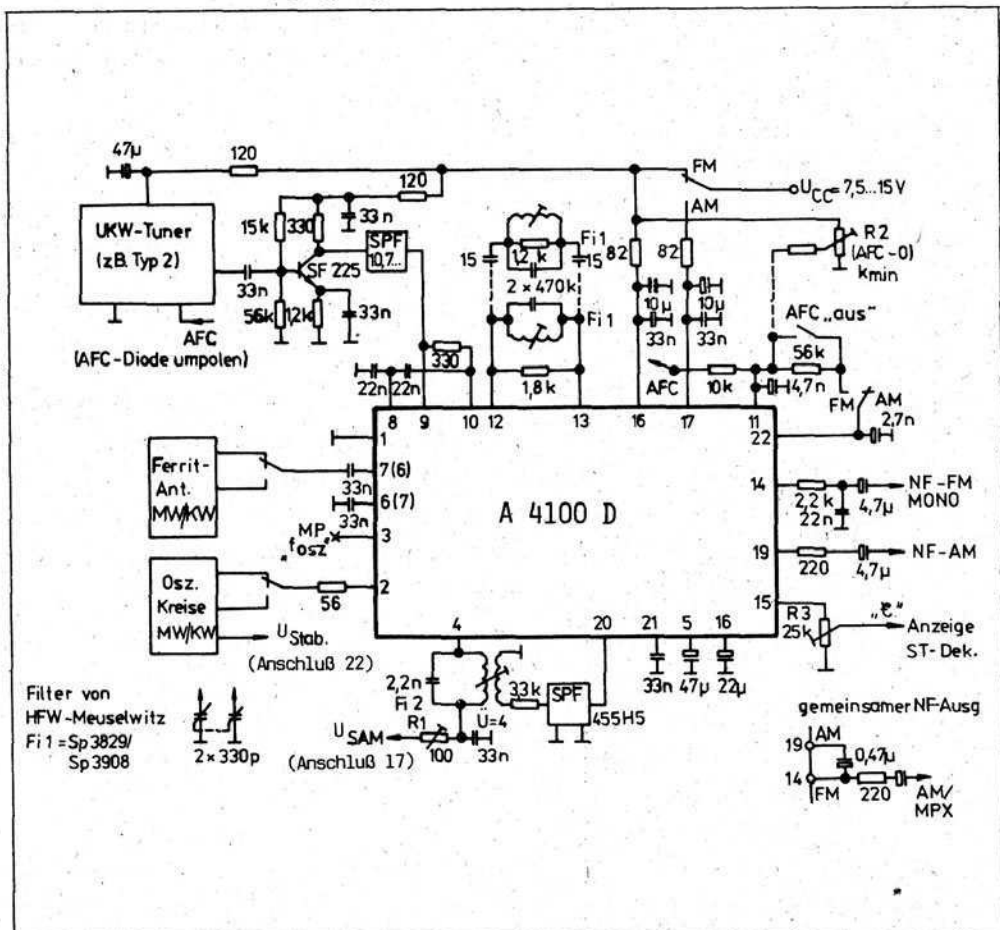 47µ
120
FM
120
UCC = 7,5...15V
AM
UKW-Tuner
(zB. Typ 2)
15k
330
33n
SPF
10,7...
Fi1
15
1,2 k
15
2 × 470k
82
82
R2
(AFC-0)
kmin
SF 225
33n
10µ
10µ
AFC „aus"
56k
1,2k
33n
Fi1
33n
33n
56k
AFC
(AFC-Diode umpolen)
330
22n
22n
1,8k
AFC
10k
4,7n
FM
AM
2,7n
8
9
10
12
13
16
17
11
22
1
Ferrit-
Ant.
MW/KW
7(6)
33n
6(7)
33n
MP
„fosz"
3
A 4100 D
14
2,2k
22n
4,7µ
NF-FM
MONO
19
220
4,7µ
NF-AM
Osz.
Kreise
MW/KW
56
2
15
R3
25k
Anzeige
ST-Dek.
UStab.
(Anschluß 22)
4
20
21
5
16
2,2n
Fi 2
33k
SPF
455H5
33n
47µ
22µ
Filter von
HFW-Meuselwitz
Fi 1 = Sp 3829/
Sp 3908
2 × 330p
USAM
(Anschluß 17)
R1
100
Ü=4
33n
gemeinsamer NF-Ausg
19
AM
0,47µ
14
FM
220
AM/
MPX